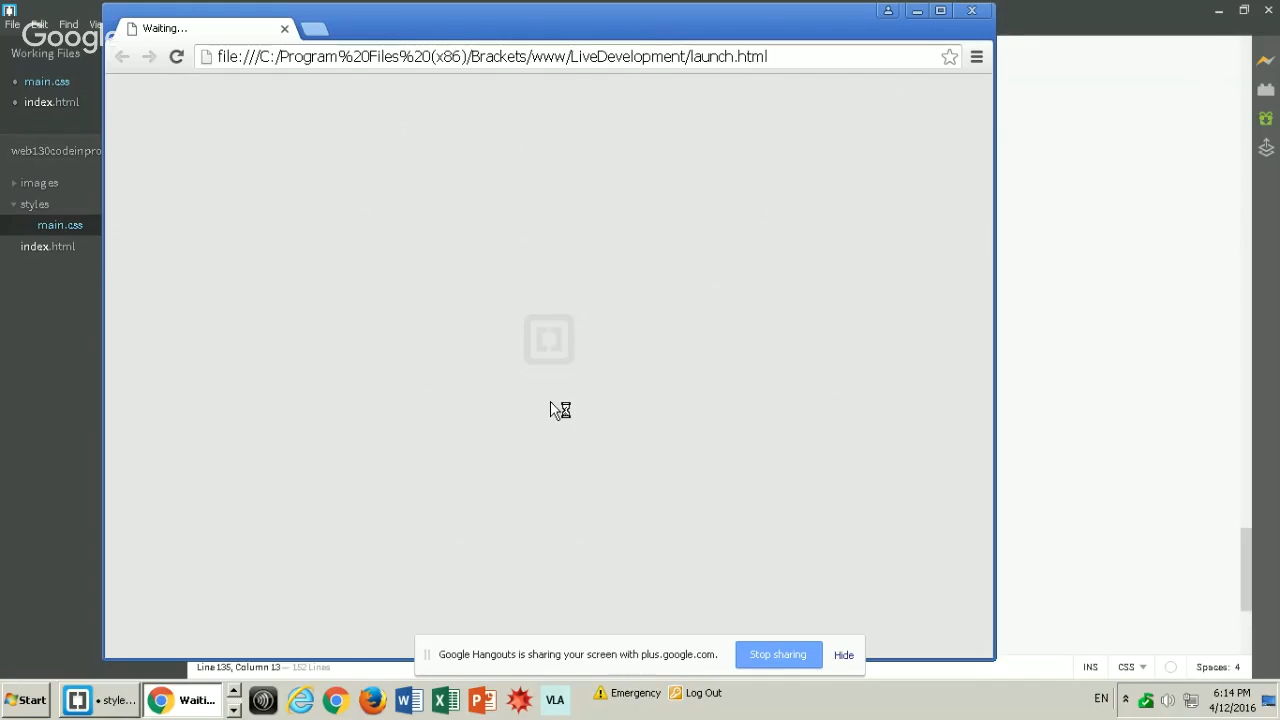 Waiting...
File Edit Find
Google
file:///C:/Program%20Files%20(x86)/Brackets/www/LiveDevelopment/launch.html
Working Files
main.css
index.html
web130codeinpro
images
styles
main.css
index.html
Google Hangouts is sharing your screen with plus.google.com. Stop sharing Hide
Line 135, Column 13 — 152 Lines INS CSS Spaces: 4
Start • style... Waiti... VLA Emergency Log Out EN 6:14 PM
4/12/2016